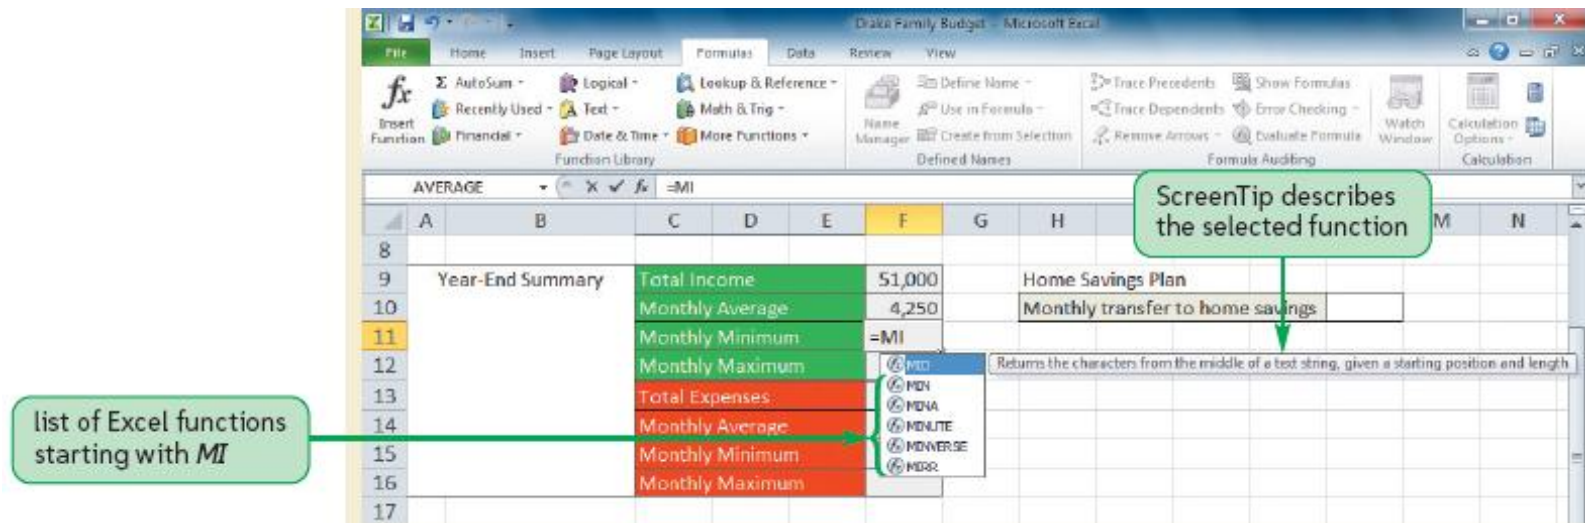 Drake Family Budget - Microsoft Excel
File Home Insert Page Layout Formulas Data Review View
fx Σ AutoSum Logical Lookup & Reference Define Name Trace Precedents Show Formulas
Recently Used Text Math & Trig Use in Formula Trace Dependents Error Checking
Insert Function Financial Date & Time More Functions Name Manager Create from Selection Remove Arrows Evaluate Formula Watch Window Calculation Options
Function Library Defined Names Formula Auditing Calculation
AVERAGE fx =MI
ScreenTip describes
the selected function
A B C D E F G H M N
8
9 Year-End Summary Total Income 51,000 Home Savings Plan
10 Monthly Average 4,250 Monthly transfer to home savings
11 Monthly Minimum =MI
12 Monthly Maximum MID Returns the characters from the middle of a text string, given a starting position and length
MIN
13 Total Expenses MINA
14 Monthly Average MINUTE
15 Monthly Minimum MINVERSE
MIRR
16 Monthly Maximum
17
list of Excel functions
starting with MI